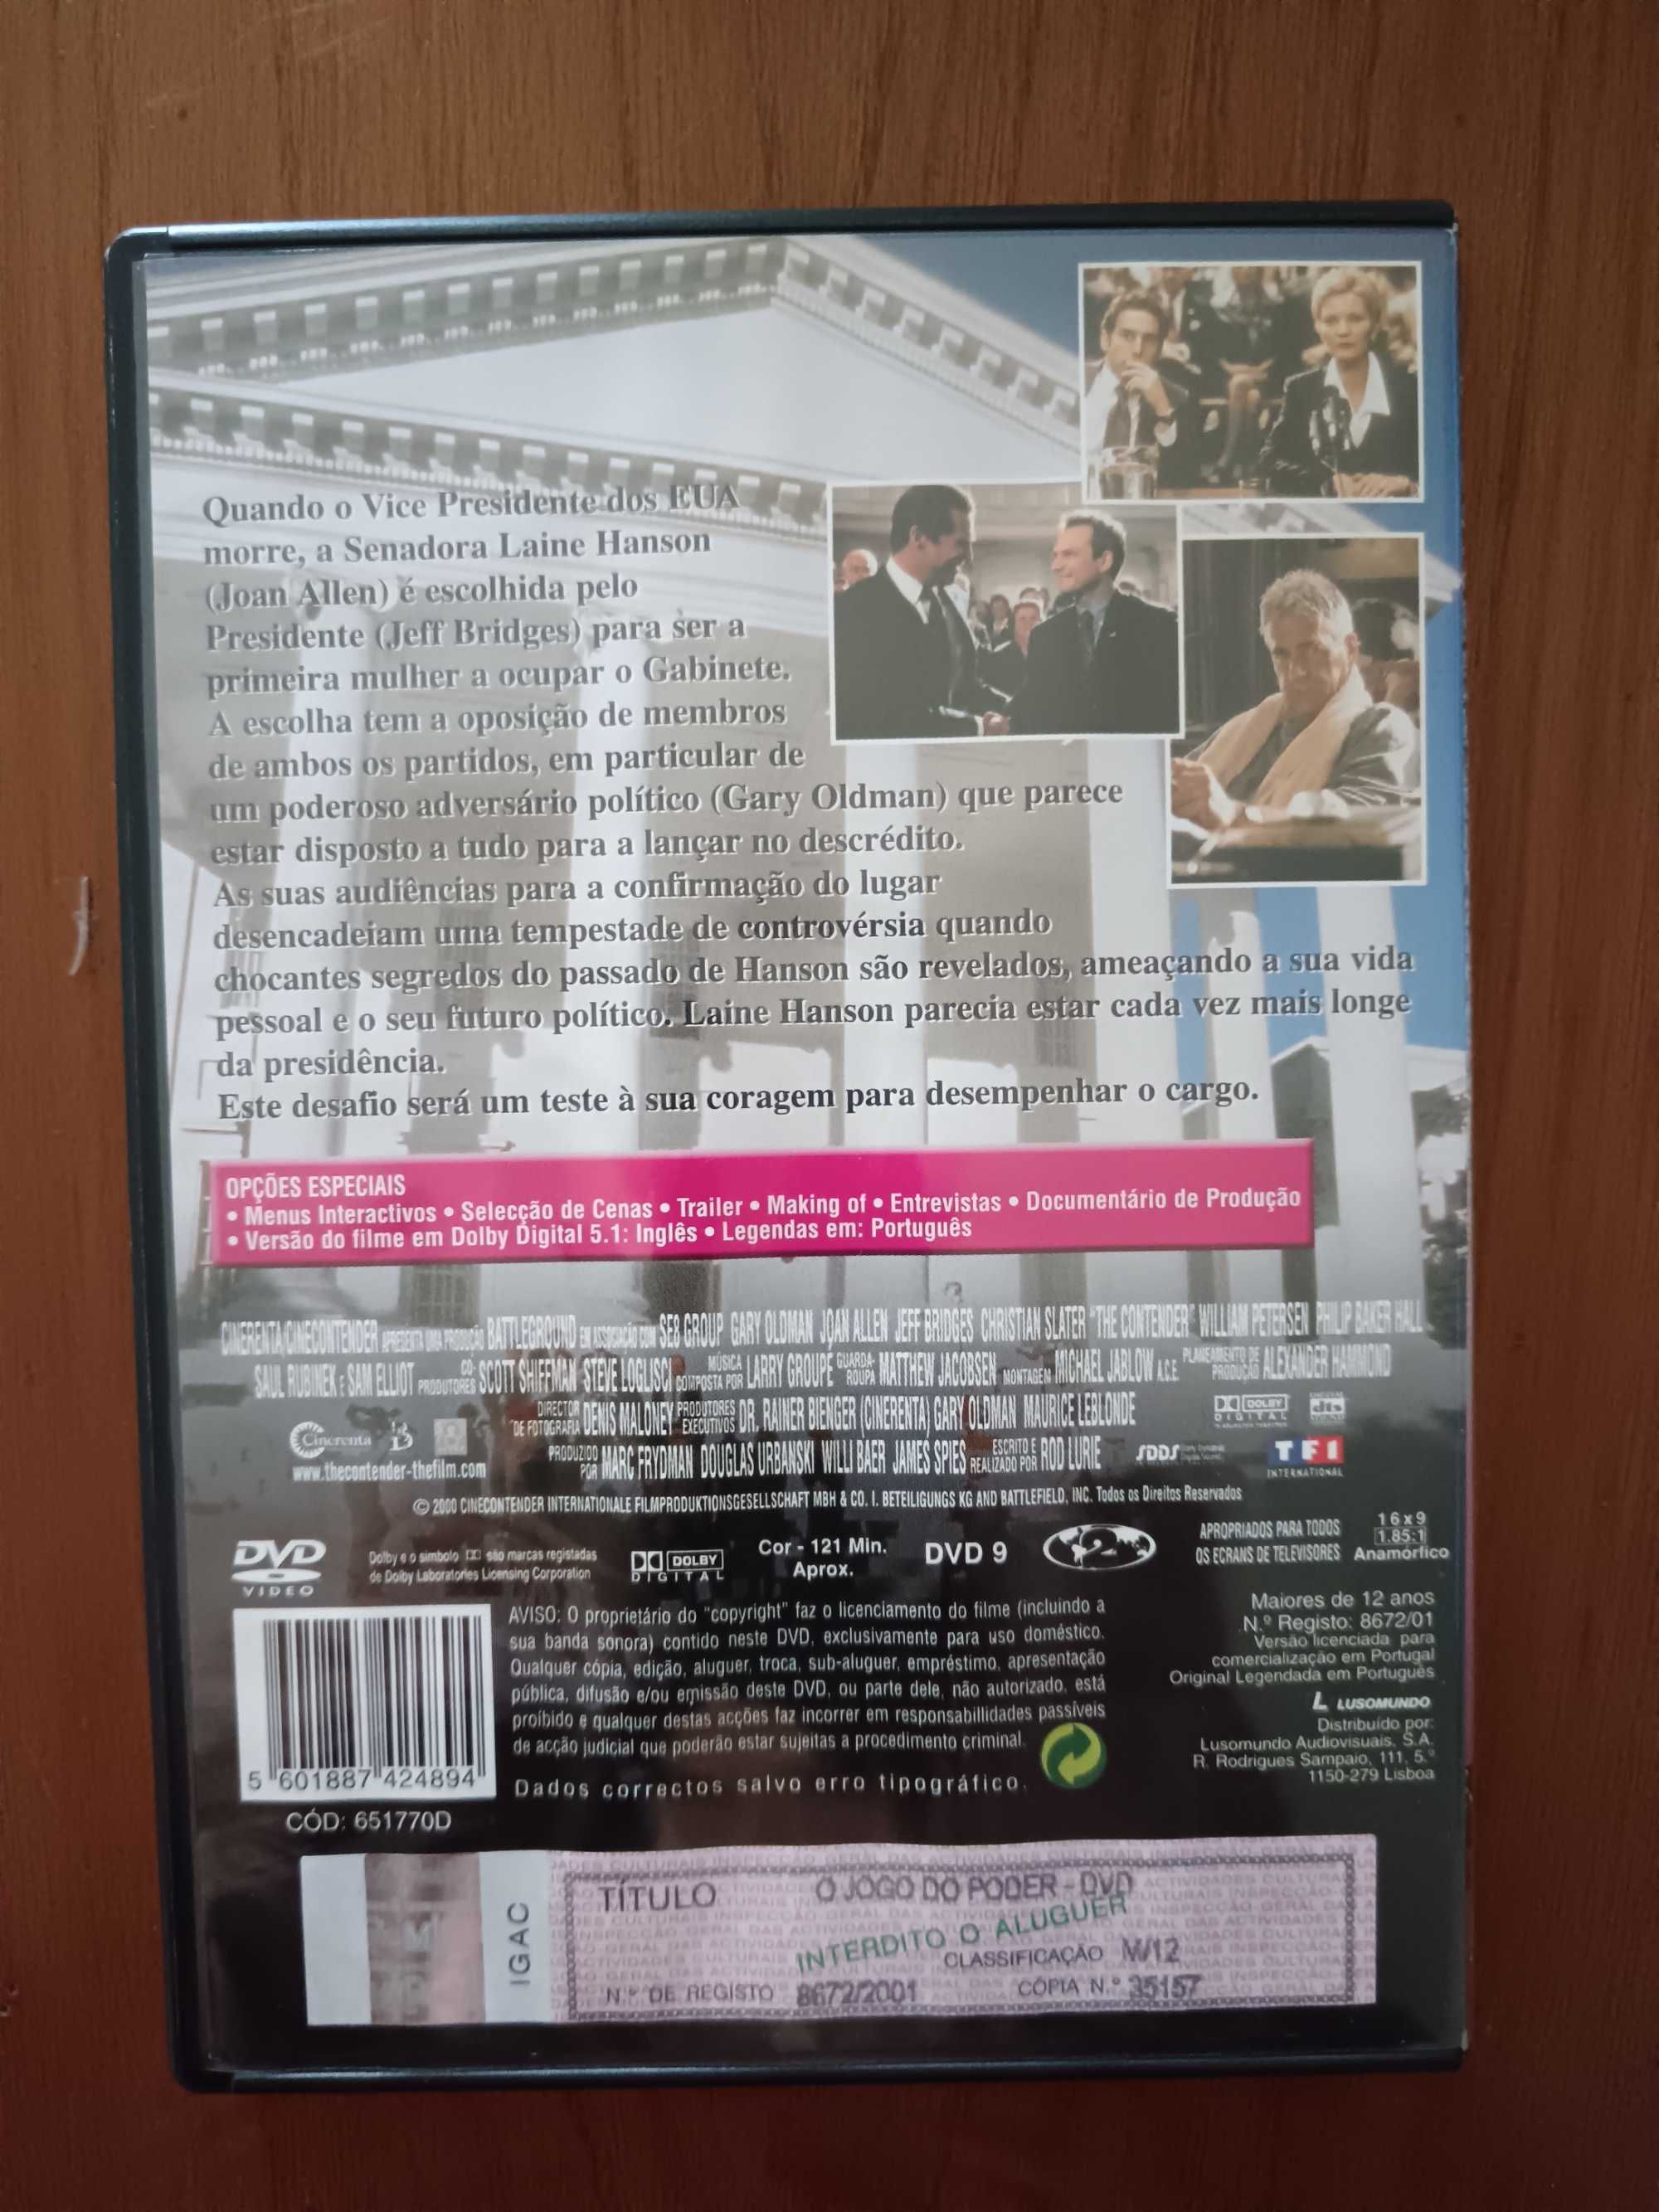 Quando o Vice Presidente dos EUA
morre, a Senadora Laine Hanson
(Joan Allen) é escolhida pelo
Presidente (Jeff Bridges) para ser a
primeira mulher a ocupar o Gabinete.
A escolha tem a oposição de membros
de ambos os partidos, em particular de
um poderoso adversário político (Gary Oldman) que parece
estar disposto a tudo para a lançar no descrédito.
As suas audiências para a confirmação do lugar
desencadeiam uma tempestade de controvérsia quando
chocantes segredos do passado de Hanson são revelados, ameaçando a sua vida
pessoal e o seu futuro político. Laine Hanson parecia estar cada vez mais longe
da presidência.
Este desafio será um teste à sua coragem para desempenhar o cargo.
OPÇÕES ESPECIAIS
• Menus Interactivos • Selecção de Cenas • Trailer • Making of • Entrevistas • Documentário de Produção
• Versão do filme em Dolby Digital 5.1: Inglês • Legendas em: Português
CINERENTA/CINECONTENDER APRESENTA UMA PRODUÇÃO BATTLEGROUND EM ASSOCIAÇÃO COM SE8 GROUP GARY OLDMAN JOAN ALLEN JEFF BRIDGES CHRISTIAN SLATER "THE CONTENDER" WILLIAM PETERSEN PHILIP BAKER HALL
SAUL RUBINEK E SAM ELLIOT CO-PRODUTORES SCOTT SHIFFMAN STEVE LOGLISCI MÚSICA COMPOSTA POR LARRY GROUPÉ GUARDA-ROUPA MATTHEW JACOBSEN MONTAGEM MICHAEL JABLOW A.C.E. PLANEAMENTO DE PRODUÇÃO ALEXANDER HAMMOND
DIRECTOR DE FOTOGRAFIA DENIS MALONEY PRODUTORES EXECUTIVOS DR. RAINER BIENGER (CINERENTA) GARY OLDMAN MAURICE LEBLONDE
PRODUZIDO POR MARC FRYDMAN DOUGLAS URBANSKI WILLI BAER JAMES SPIES ESCRITO E REALIZADO POR ROD LURIE
Cinerenta
www.thecontender-thefilm.com
DOLBY
DIGITAL
dts
SDDS
TF1
INTERNATIONAL
© 2000 CINECONTENDER INTERNATIONALE FILMPRODUKTIONSGESELLSCHAFT MBH & CO. I. BETEILIGUNGS KG AND BATTLEFIELD, INC. Todos os Direitos Reservados
DVD
VIDEO
Dolby e o símbolo são marcas registadas
de Dolby Laboratories Licensing Corporation
DOLBY
DIGITAL
Cor - 121 Min.
Aprox.
DVD 9
2
APROPRIADOS PARA TODOS
OS ECRANS DE TELEVISORES
16x9
1.85:1
Anamórfico
AVISO: O proprietário do "copyright" faz o licenciamento do filme (incluindo a
sua banda sonora) contido neste DVD, exclusivamente para uso doméstico.
Qualquer cópia, edição, aluguer, troca, sub-aluguer, empréstimo, apresentação
pública, difusão e/ou emissão deste DVD, ou parte dele, não autorizado, está
proíbido e qualquer destas acções faz incorrer em responsabillidades passíveis
de acção judicial que poderão estar sujeitas a procedimento criminal.
Dados correctos salvo erro tipográfico.
Maiores de 12 anos
N.º Registo: 8672/01
Versão licenciada para
comercialização em Portugal
Original Legendada em Português
L LUSOMUNDO
Distribuído por:
Lusomundo Audiovisuais, S.A.
R. Rodrigues Sampaio, 111, 5.º
1150-279 Lisboa
5 601887 424894
CÓD: 651770D
IGAC
TÍTULO O JOGO DO PODER - DVD
INTERDITO O ALUGUER
CLASSIFICAÇÃO M/12
N.º DE REGISTO 8672/2001 CÓPIA N.º 35157